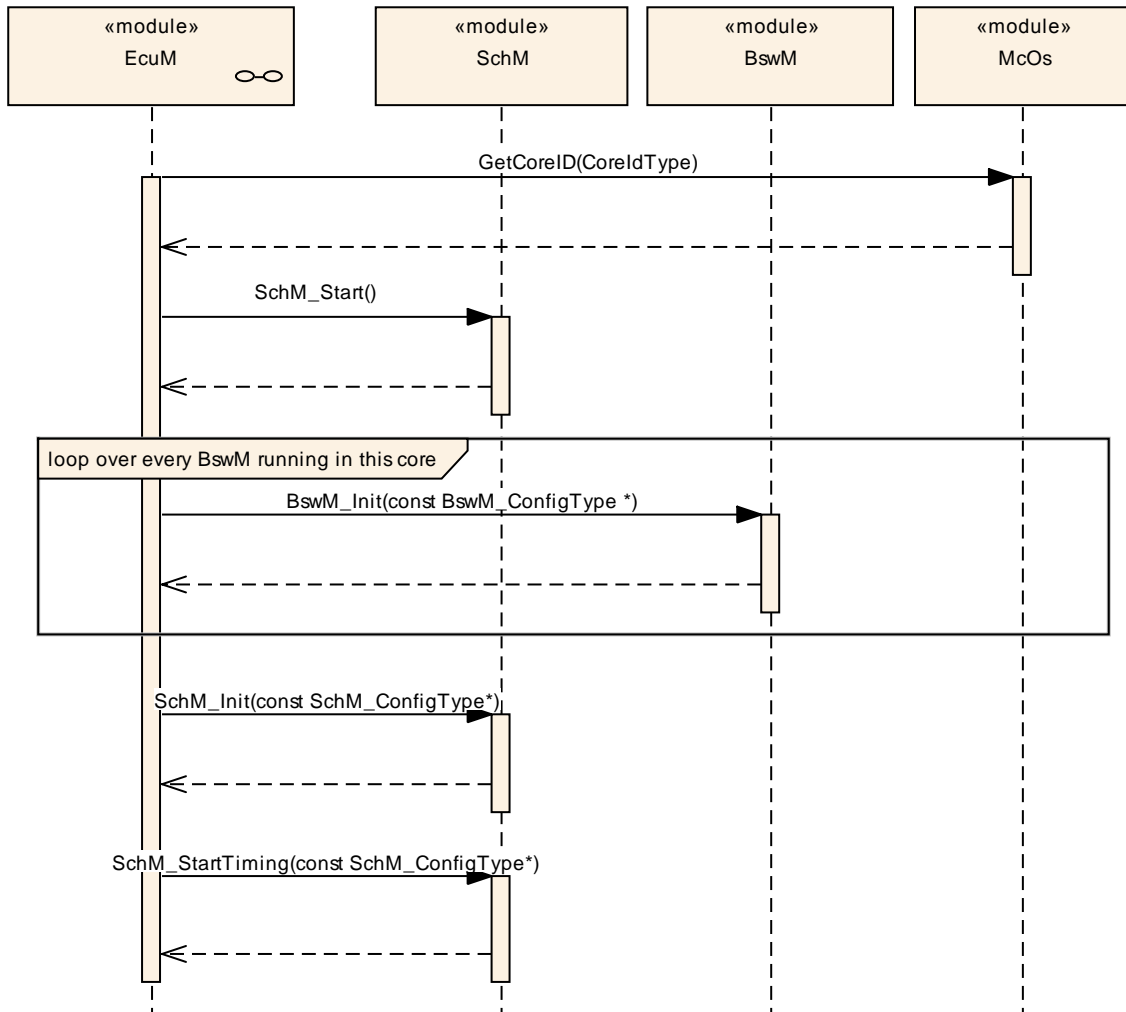 «module»
EcuM
«module»
SchM
«module»
BswM
«module»
McOs
GetCoreID(CoreIdType)
SchM_Start()
loop over every BswM running in this core
BswM_Init(const BswM_ConfigType *)
SchM_Init(const SchM_ConfigType*)
SchM_StartTiming(const SchM_ConfigType*)